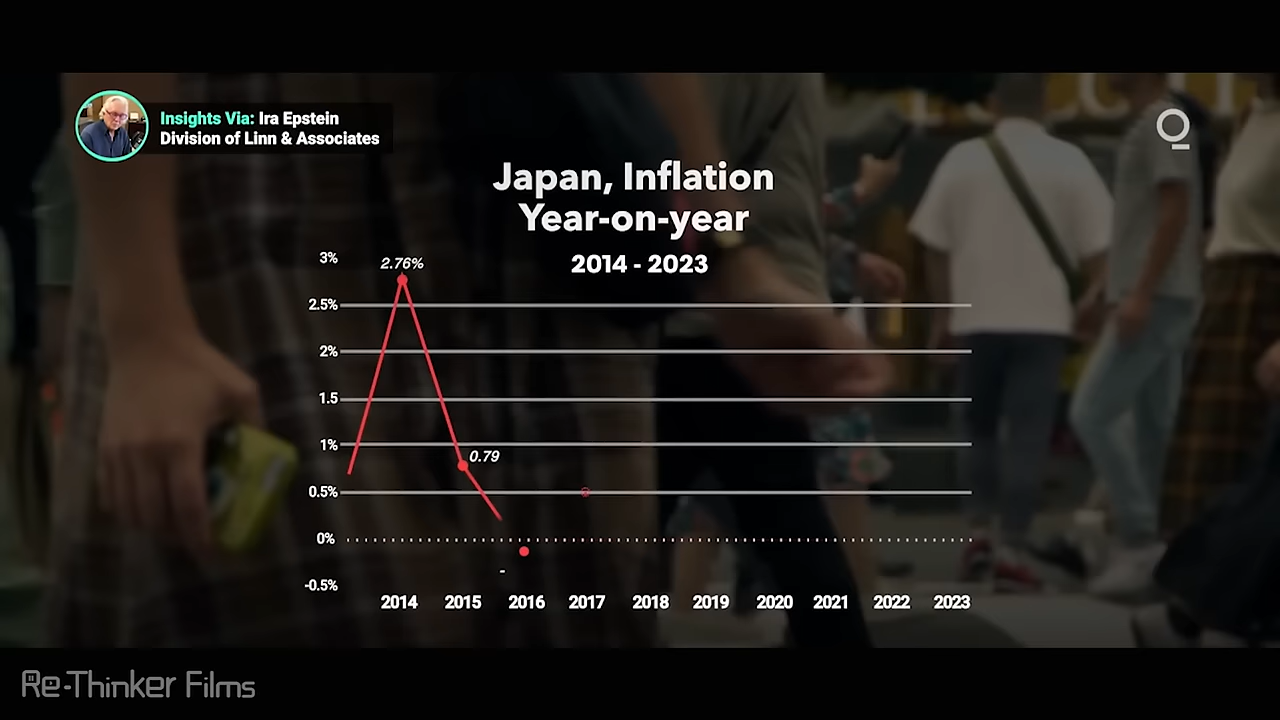 Insights Via: Ira Epstein
Division of Linn & Associates
Japan, Inflation
Year-on-year
2014 - 2023
3%
2.76%
2.5%
2%
1.5
1%
0.79
0.5%
0%
-
-0.5%
2014 2015 2016 2017 2018 2019 2020 2021 2022 2023
Re-Thinker Films